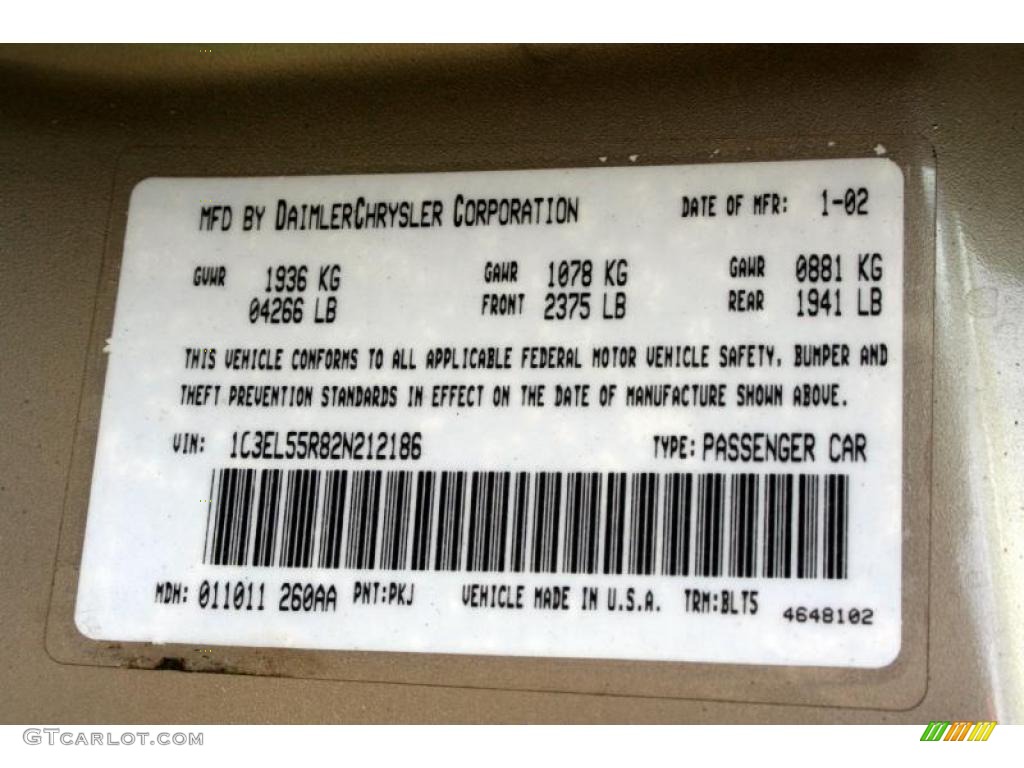 MFD BY DAIMLERCHRYSLER CORPORATION DATE OF MFR: 1-02
GVWR 1936 KG GAWR 1078 KG GAWR 0881 KG
04266 LB FRONT 2375 LB REAR 1941 LB
THIS VEHICLE CONFORMS TO ALL APPLICABLE FEDERAL MOTOR VEHICLE SAFETY, BUMPER AND
THEFT PREVENTION STANDARDS IN EFFECT ON THE DATE OF MANUFACTURE SHOWN ABOVE.
VIN: 1C3EL55R82N212186 TYPE: PASSENGER CAR
MDH: 011011 260AA PNT:PKJ VEHICLE MADE IN U.S.A. TRM:BLT5 4648102
GTCARLOT.COM